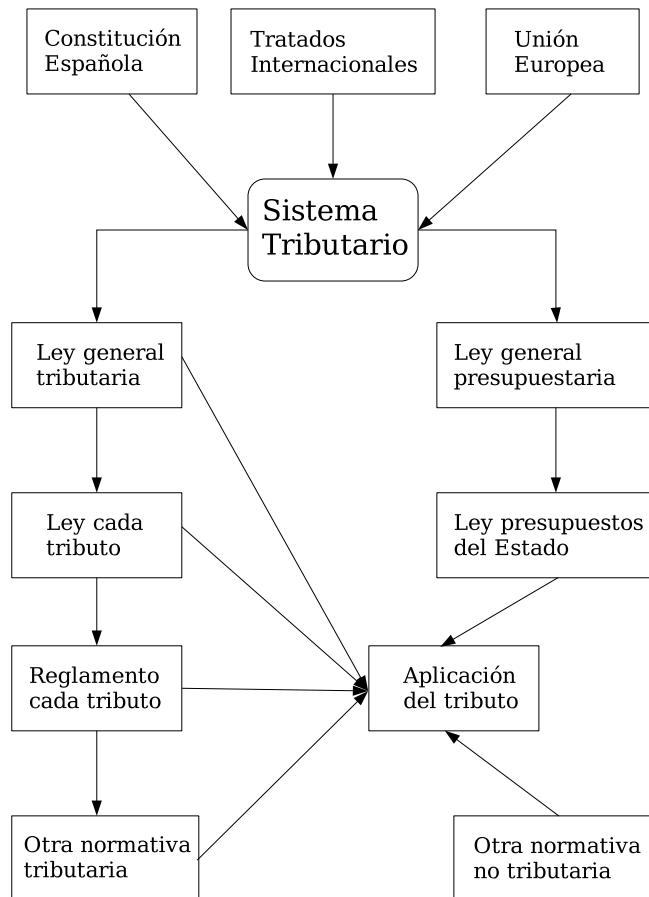 Constitución
Española
Tratados
Internacionales
Unión
Europea
Sistema
Tributario
Ley general
tributaria
Ley general
presupuestaria
Ley cada
tributo
Ley presupuestos
del Estado
Reglamento
cada tributo
Aplicación
del tributo
Otra normativa
tributaria
Otra normativa
no tributaria